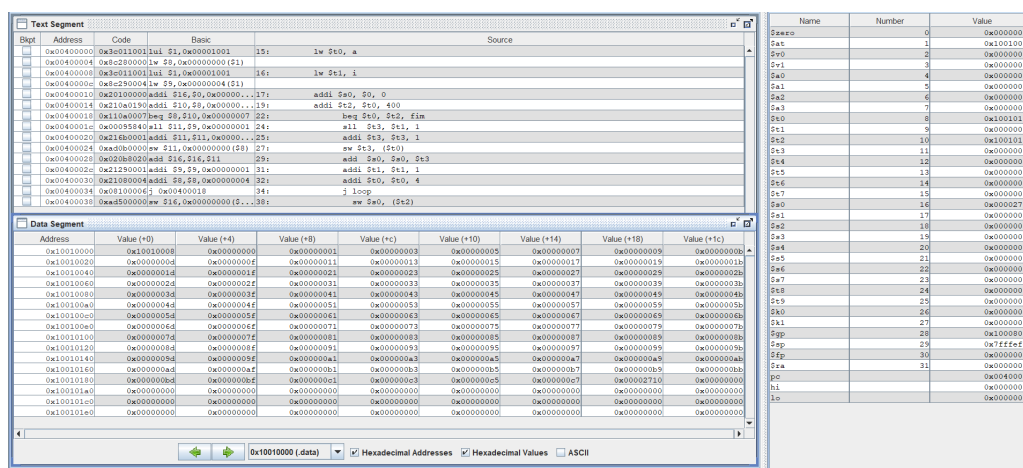 Text Segment
Bkpt Address Code Basic Source
0x00400000 0x3c011001 lui $1,0x00001001 15: lw $t0, a
0x00400004 0x8c280000 lw $8,0x00000000($1)
0x00400008 0x3c011001 lui $1,0x00001001 16: lw $t1, i
0x0040000c 0x8c290004 lw $9,0x00000004($1)
0x00400010 0x20100000 addi $16,$0,0x00000... 17: addi $s0, $0, 0
0x00400014 0x210a0190 addi $10,$8,0x00000... 19: addi $t2, $t0, 400
0x00400018 0x110a0007 beq $8,$10,0x00000007 22: beq $t0, $t2, fim
0x0040001c 0x00095840 sll $11,$9,0x00000001 24: sll $t3, $t1, 1
0x00400020 0x216b0001 addi $11,$11,0x0000... 25: addi $t3, $t3, 1
0x00400024 0xad0b0000 sw $11,0x00000000($8) 27: sw $t3, ($t0)
0x00400028 0x020b8020 add $16,$16,$11 29: add $s0, $s0, $t3
0x0040002c 0x21290001 addi $9,$9,0x00000001 31: addi $t1, $t1, 1
0x00400030 0x21080004 addi $8,$8,0x00000004 32: addi $t0, $t0, 4
0x00400034 0x08100006 j 0x00400018 34: j loop
0x00400038 0xad500000 sw $16,0x00000000($... 38: sw $s0, ($t2)
Data Segment
Address Value (+0) Value (+4) Value (+8) Value (+c) Value (+10) Value (+14) Value (+18) Value (+1c)
0x10010000 0x10010008 0x00000000 0x00000001 0x00000003 0x00000005 0x00000007 0x00000009 0x0000000b
0x10010020 0x0000000d 0x0000000f 0x00000011 0x00000013 0x00000015 0x00000017 0x00000019 0x0000001b
0x10010040 0x0000001d 0x0000001f 0x00000021 0x00000023 0x00000025 0x00000027 0x00000029 0x0000002b
0x10010060 0x0000002d 0x0000002f 0x00000031 0x00000033 0x00000035 0x00000037 0x00000039 0x0000003b
0x10010080 0x0000003d 0x0000003f 0x00000041 0x00000043 0x00000045 0x00000047 0x00000049 0x0000004b
0x100100a0 0x0000004d 0x0000004f 0x00000051 0x00000053 0x00000055 0x00000057 0x00000059 0x0000005b
0x100100c0 0x0000005d 0x0000005f 0x00000061 0x00000063 0x00000065 0x00000067 0x00000069 0x0000006b
0x100100e0 0x0000006d 0x0000006f 0x00000071 0x00000073 0x00000075 0x00000077 0x00000079 0x0000007b
0x10010100 0x0000007d 0x0000007f 0x00000081 0x00000083 0x00000085 0x00000087 0x00000089 0x0000008b
0x10010120 0x0000008d 0x0000008f 0x00000091 0x00000093 0x00000095 0x00000097 0x00000099 0x0000009b
0x10010140 0x0000009d 0x0000009f 0x000000a1 0x000000a3 0x000000a5 0x000000a7 0x000000a9 0x000000ab
0x10010160 0x000000ad 0x000000af 0x000000b1 0x000000b3 0x000000b5 0x000000b7 0x000000b9 0x000000bb
0x10010180 0x000000bd 0x000000bf 0x000000c1 0x000000c3 0x000000c5 0x000000c7 0x00002710 0x00000000
0x100101a0 0x00000000 0x00000000 0x00000000 0x00000000 0x00000000 0x00000000 0x00000000 0x00000000
0x100101c0 0x00000000 0x00000000 0x00000000 0x00000000 0x00000000 0x00000000 0x00000000 0x00000000
0x100101e0 0x00000000 0x00000000 0x00000000 0x00000000 0x00000000 0x00000000 0x00000000 0x00000000
0x10010000 (.data) Hexadecimal Addresses Hexadecimal Values ASCII
Name Number Value
$zero 0 0x000000
$at 1 0x100100
$v0 2 0x000000
$v1 3 0x000000
$a0 4 0x000000
$a1 5 0x000000
$a2 6 0x000000
$a3 7 0x000000
$t0 8 0x100101
$t1 9 0x000000
$t2 10 0x100101
$t3 11 0x000000
$t4 12 0x000000
$t5 13 0x000000
$t6 14 0x000000
$t7 15 0x000000
$s0 16 0x000027
$s1 17 0x000000
$s2 18 0x000000
$s3 19 0x000000
$s4 20 0x000000
$s5 21 0x000000
$s6 22 0x000000
$s7 23 0x000000
$t8 24 0x000000
$t9 25 0x000000
$k0 26 0x000000
$k1 27 0x000000
$gp 28 0x100080
$sp 29 0x7fffef
$fp 30 0x000000
$ra 31 0x000000
pc 0x004000
hi 0x000000
lo 0x000000